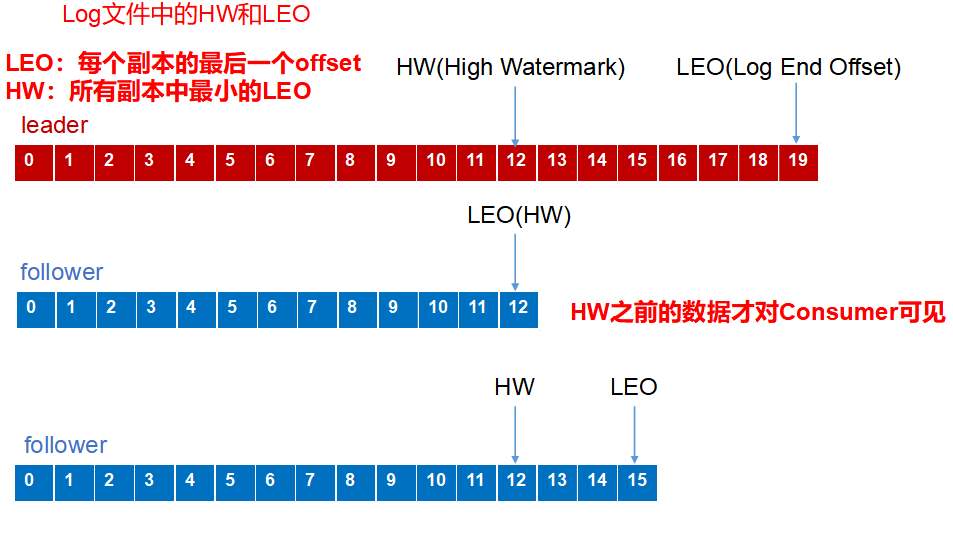 Log文件中的HW和LEO
LEO：每个副本的最后一个offset
HW：所有副本中最小的LEO
HW(High Watermark)
LEO(Log End Offset)
leader
0 1 2 3 4 5 6 7 8 9 10 11 12 13 14 15 16 17 18 19
LEO(HW)
follower
0 1 2 3 4 5 6 7 8 9 10 11 12
HW之前的数据才对Consumer可见
HW
LEO
follower
0 1 2 3 4 5 6 7 8 9 10 11 12 13 14 15